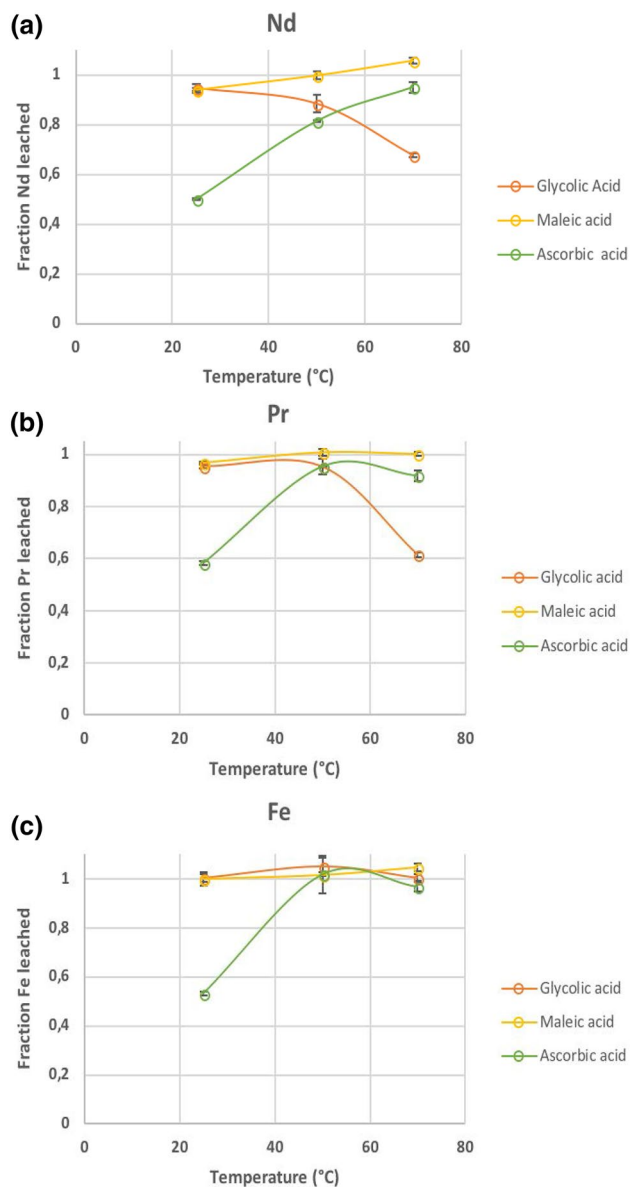 (a)
Nd
Fraction Nd leached
1
0,8
0,6
0,4
0,2
0
0 20 40 60 80
Temperature (°C)
Glycolic Acid
Maleic acid
Ascorbic acid
(b)
Pr
Fraction Pr leached
1
0,8
0,6
0,4
0,2
0
0 20 40 60 80
Temperature (°C)
Glycolic acid
Maleic acid
Ascorbic acid
(c)
Fe
Fraction Fe leached
1
0,8
0,6
0,4
0,2
0
0 20 40 60 80
Temperature (°C)
Glycolic acid
Maleic acid
Ascorbic acid